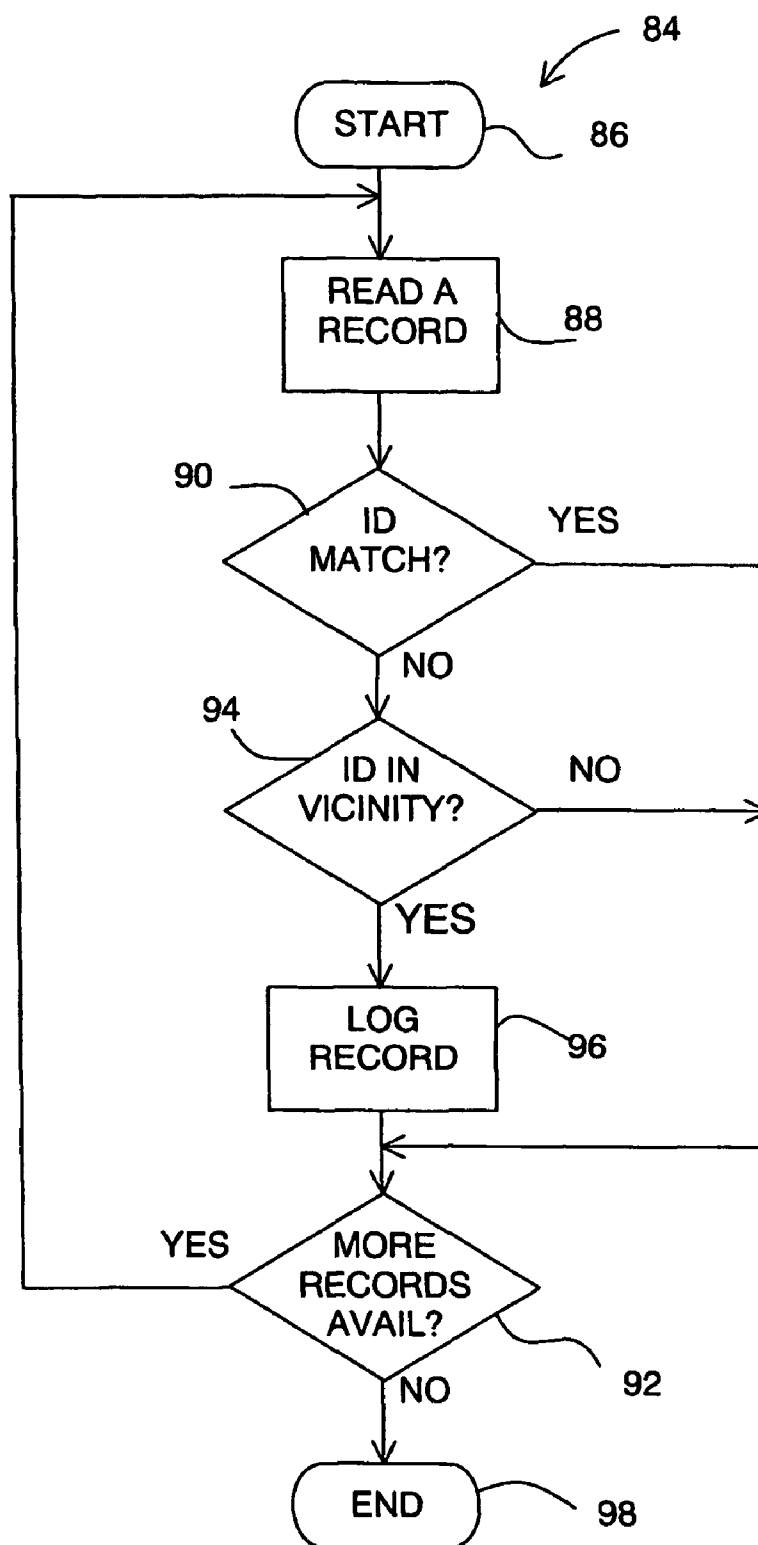 84
START
86
READ A
RECORD
88
90
ID
MATCH?
YES
NO
94
ID IN
VICINITY?
NO
YES
LOG
RECORD
96
YES
MORE
RECORDS
AVAIL?
92
NO
END
98